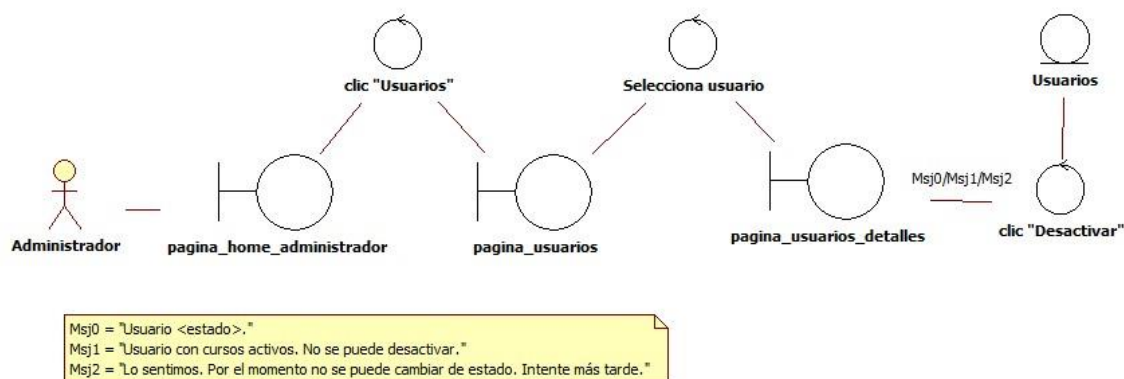 clic "Usuarios"
Selecciona usuario
Usuarios
Msj0/Msj1/Msj2
Administrador
pagina_home_administrador
pagina_usuarios
pagina_usuarios_detalles
clic "Desactivar"
Msj0 = "Usuario <estado>."
Msj1 = "Usuario con cursos activos. No se puede desactivar."
Msj2 = "Lo sentimos. Por el momento no se puede cambiar de estado. Intente más tarde."